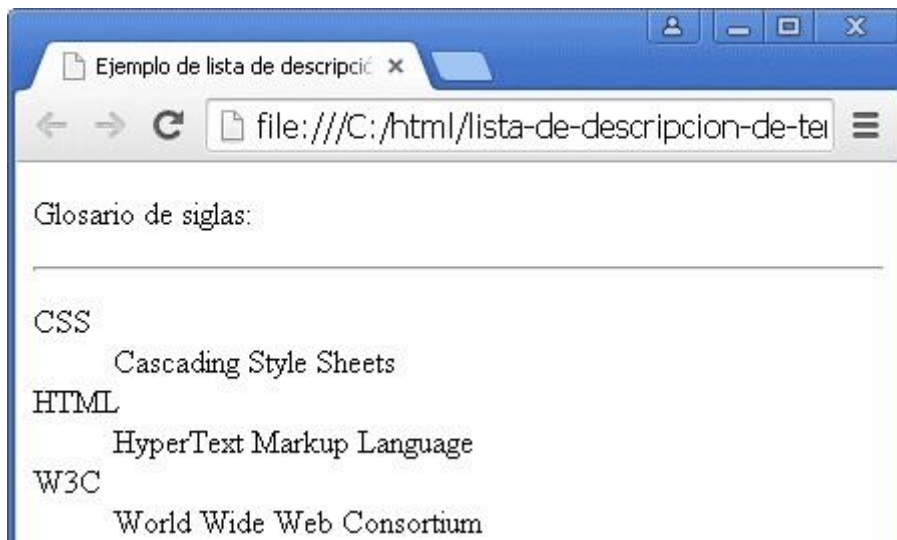 Ejemplo de lista de descripció
file:///C:/html/lista-de-descripcion-de-ter
Glosario de siglas:
CSS
Cascading Style Sheets
HTML
HyperText Markup Language
W3C
World Wide Web Consortium